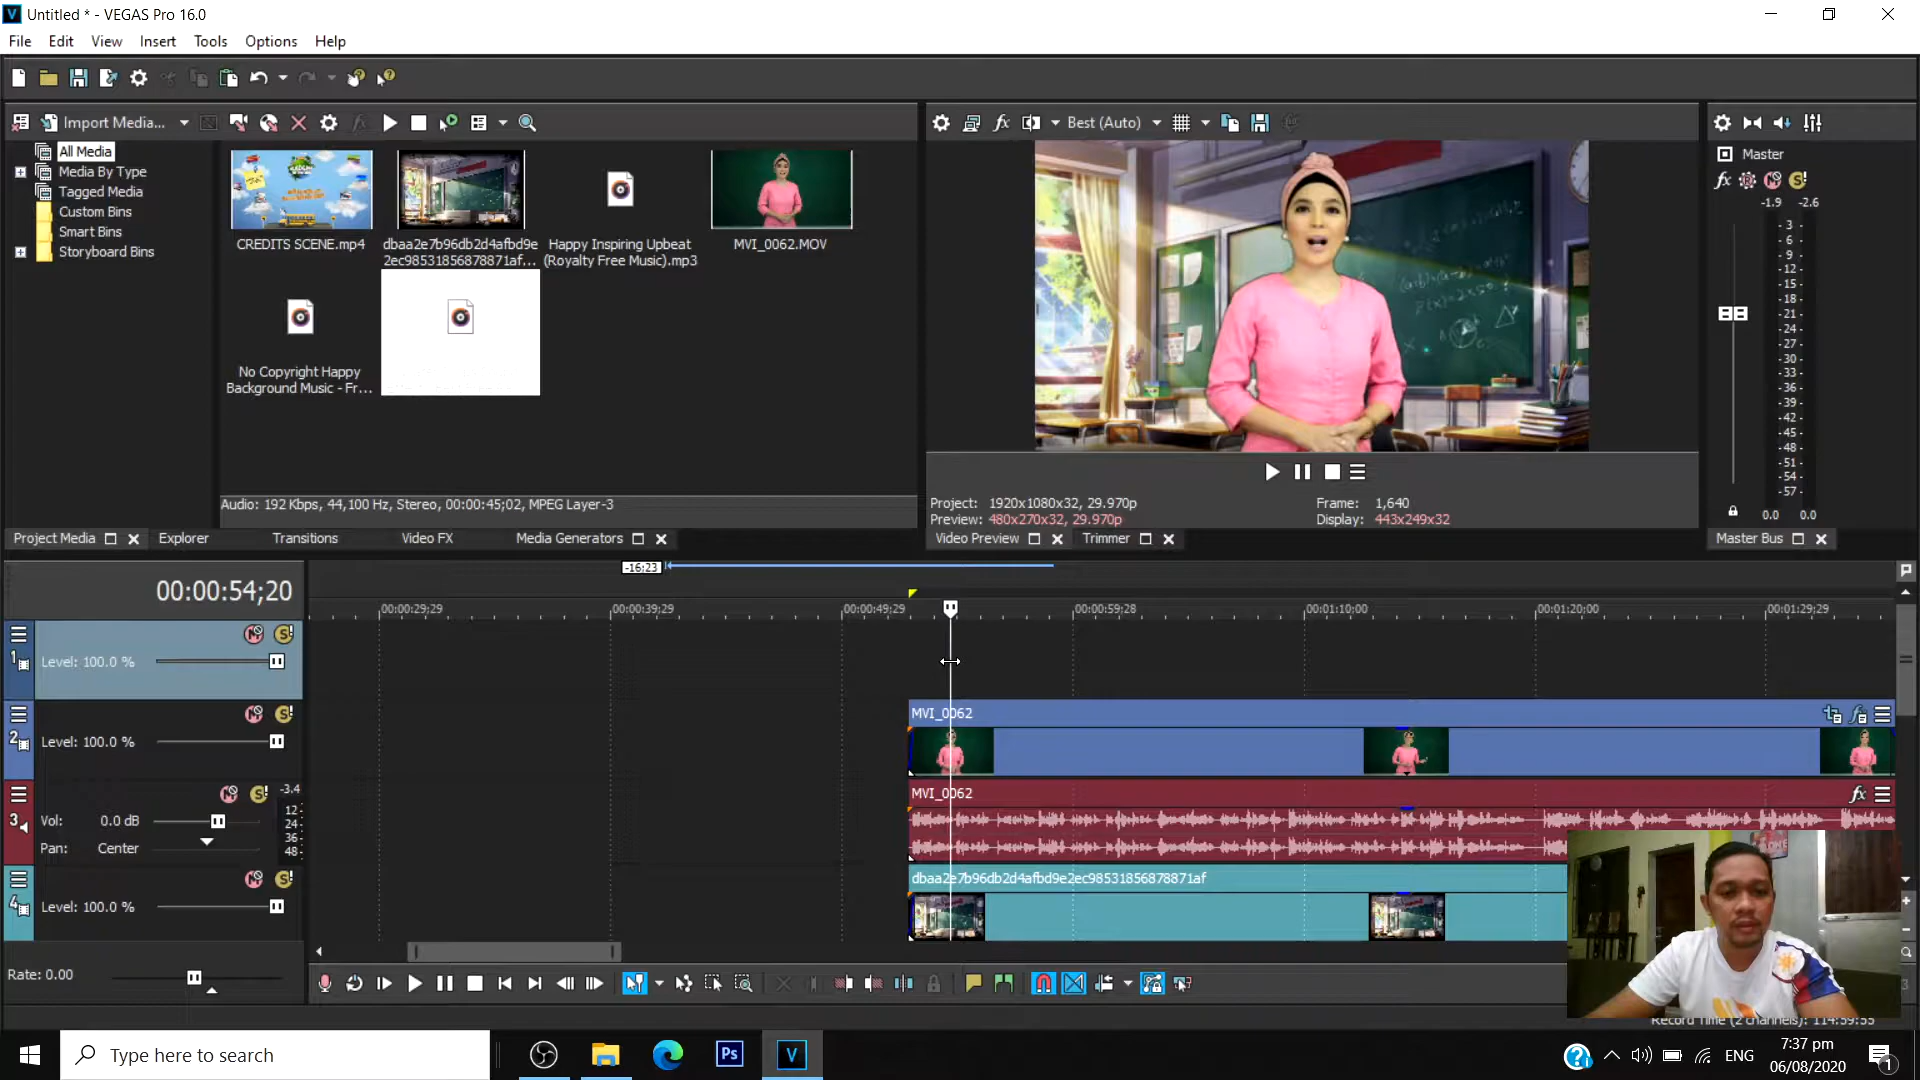 Untitled * - VEGAS Pro 16.0
File Edit View Insert Tools Options Help
Import Media...
Best (Auto)
All Media
Media By Type
Tagged Media
Custom Bins
Smart Bins
Storyboard Bins
CREDITS SCENE.mp4
dbaa2e7b96db2d4afbd9e
2ec98531856878871af...
Happy Inspiring Upbeat
(Royalty Free Music).mp3
MVI_0062.MOV
No Copyright Happy
Background Music - Fr...
Audio: 192 Kbps, 44,100 Hz, Stereo, 00:00:45;02, MPEG Layer-3
Project: 1920x1080x32, 29.970p
Preview: 480x270x32, 29.970p
Frame: 1,640
Display: 443x249x32
Master
fx
-1.9 -2.6
- 3 -
- 6 -
- 9 -
-12-
-15-
-18-
-21-
-24-
-27-
-30-
-33-
-36-
-39-
-42-
-45-
-48-
-51-
-54-
-57-
0.0 0.0
Project Media Explorer Transitions Video FX Media Generators
Video Preview Trimmer
Master Bus
00:00:54;20
-16;23
00:00:29;29 00:00:39;29 00:00:49;29 00:00:59;28 00:01:10;00 00:01:20;00 00:01:29;29
1
Level: 100.0 %
2
Level: 100.0 %
3
Vol: 0.0 dB
Pan: Center
-3.4
12
24
36
48
4
Level: 100.0 %
MVI_0062
MVI_0062
fx
dbaa2e7b96db2d4afbd9e2ec98531856878871af
Rate: 0.00
Record Time (2 channels): 114:59:55
Type here to search
Ps
V
ENG
7:37 pm
06/08/2020
1